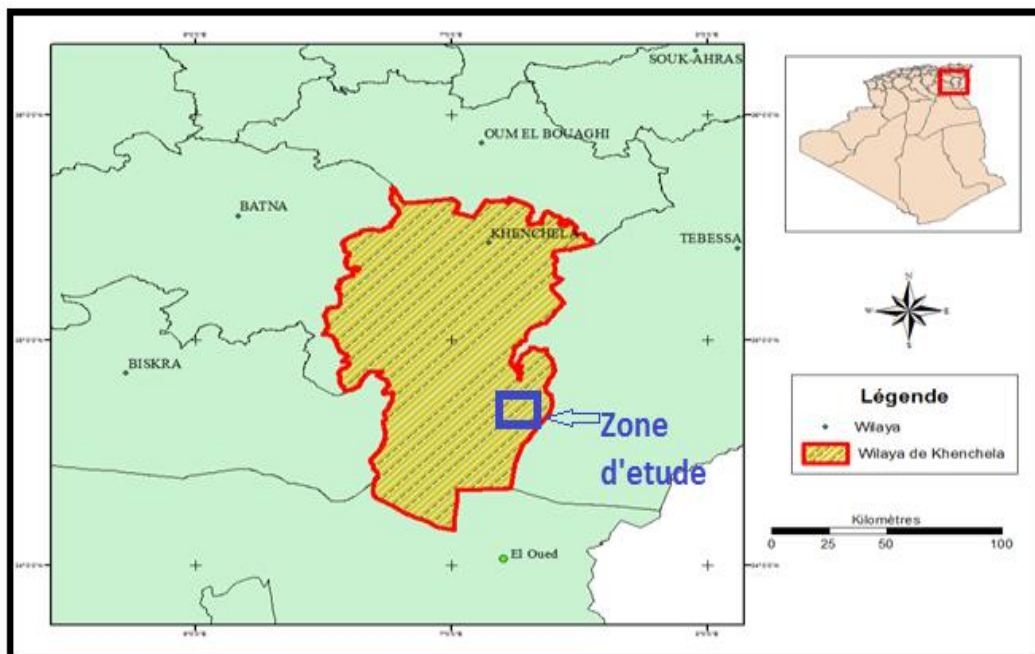 SOUK-AHRAS
OUM EL BOUAGHI
BATNA
KHENCHELA
TEBESSA
BISKRA
Zone
d'etude
El Oued
N
W E
S
Légende
Wilaya
Wilaya de Khenchela
Kilomètres
0 25 50 100